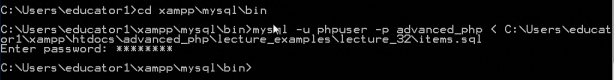 C:\Users\educator1>cd xampp\mysql\bin
C:\Users\educator1\xampp\mysql\bin>mysql -u phpuser -p advanced_php < C:\Users\educat
or1\xampp\htdocs\advanced_php\lecture_examples\lecture_32\items.sql
Enter password: ********
C:\Users\educator1\xampp\mysql\bin>